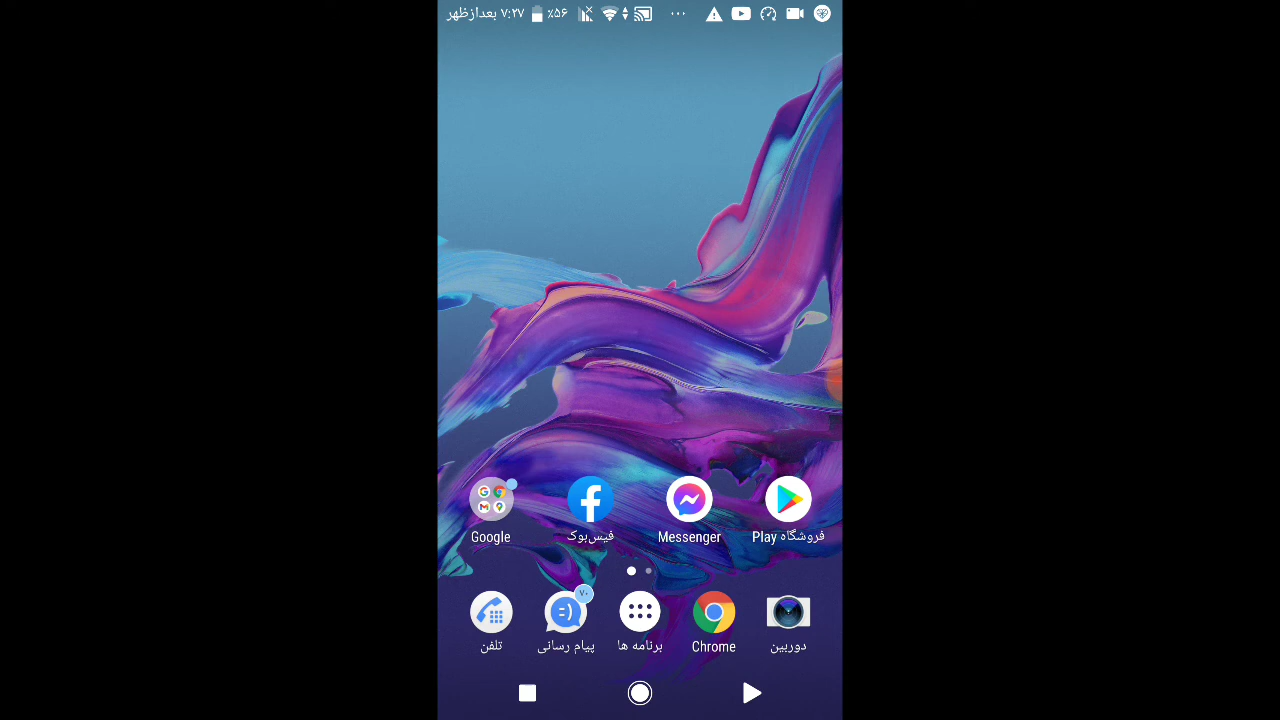 ۷:۲۷ بعدازظهر ٪۵۶
Google فیس‌بوک Messenger فروشگاه Play
۷۰
تلفن پیام رسانی برنامه ها Chrome دوربین